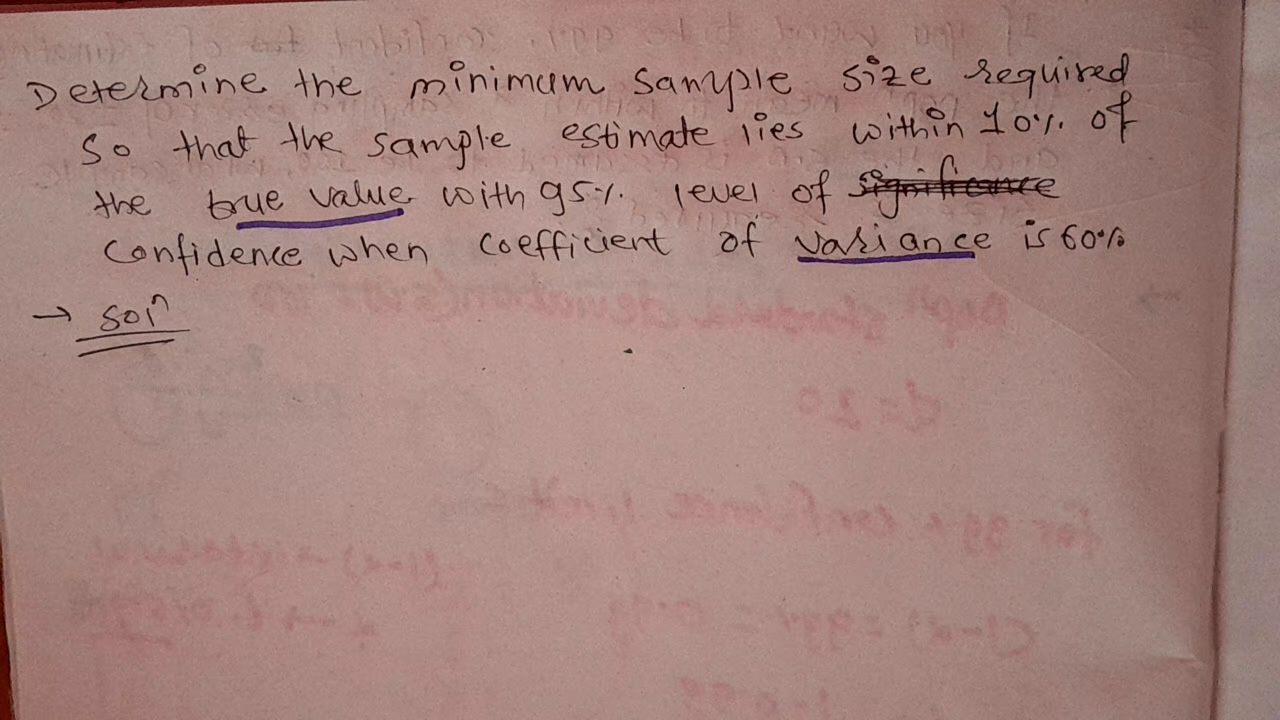 Determine the minimum sample size required
so that the sample estimate lies within 10% of
the true value with 95% level of significance
confidence when coefficient of variance is 60%
→ solⁿ